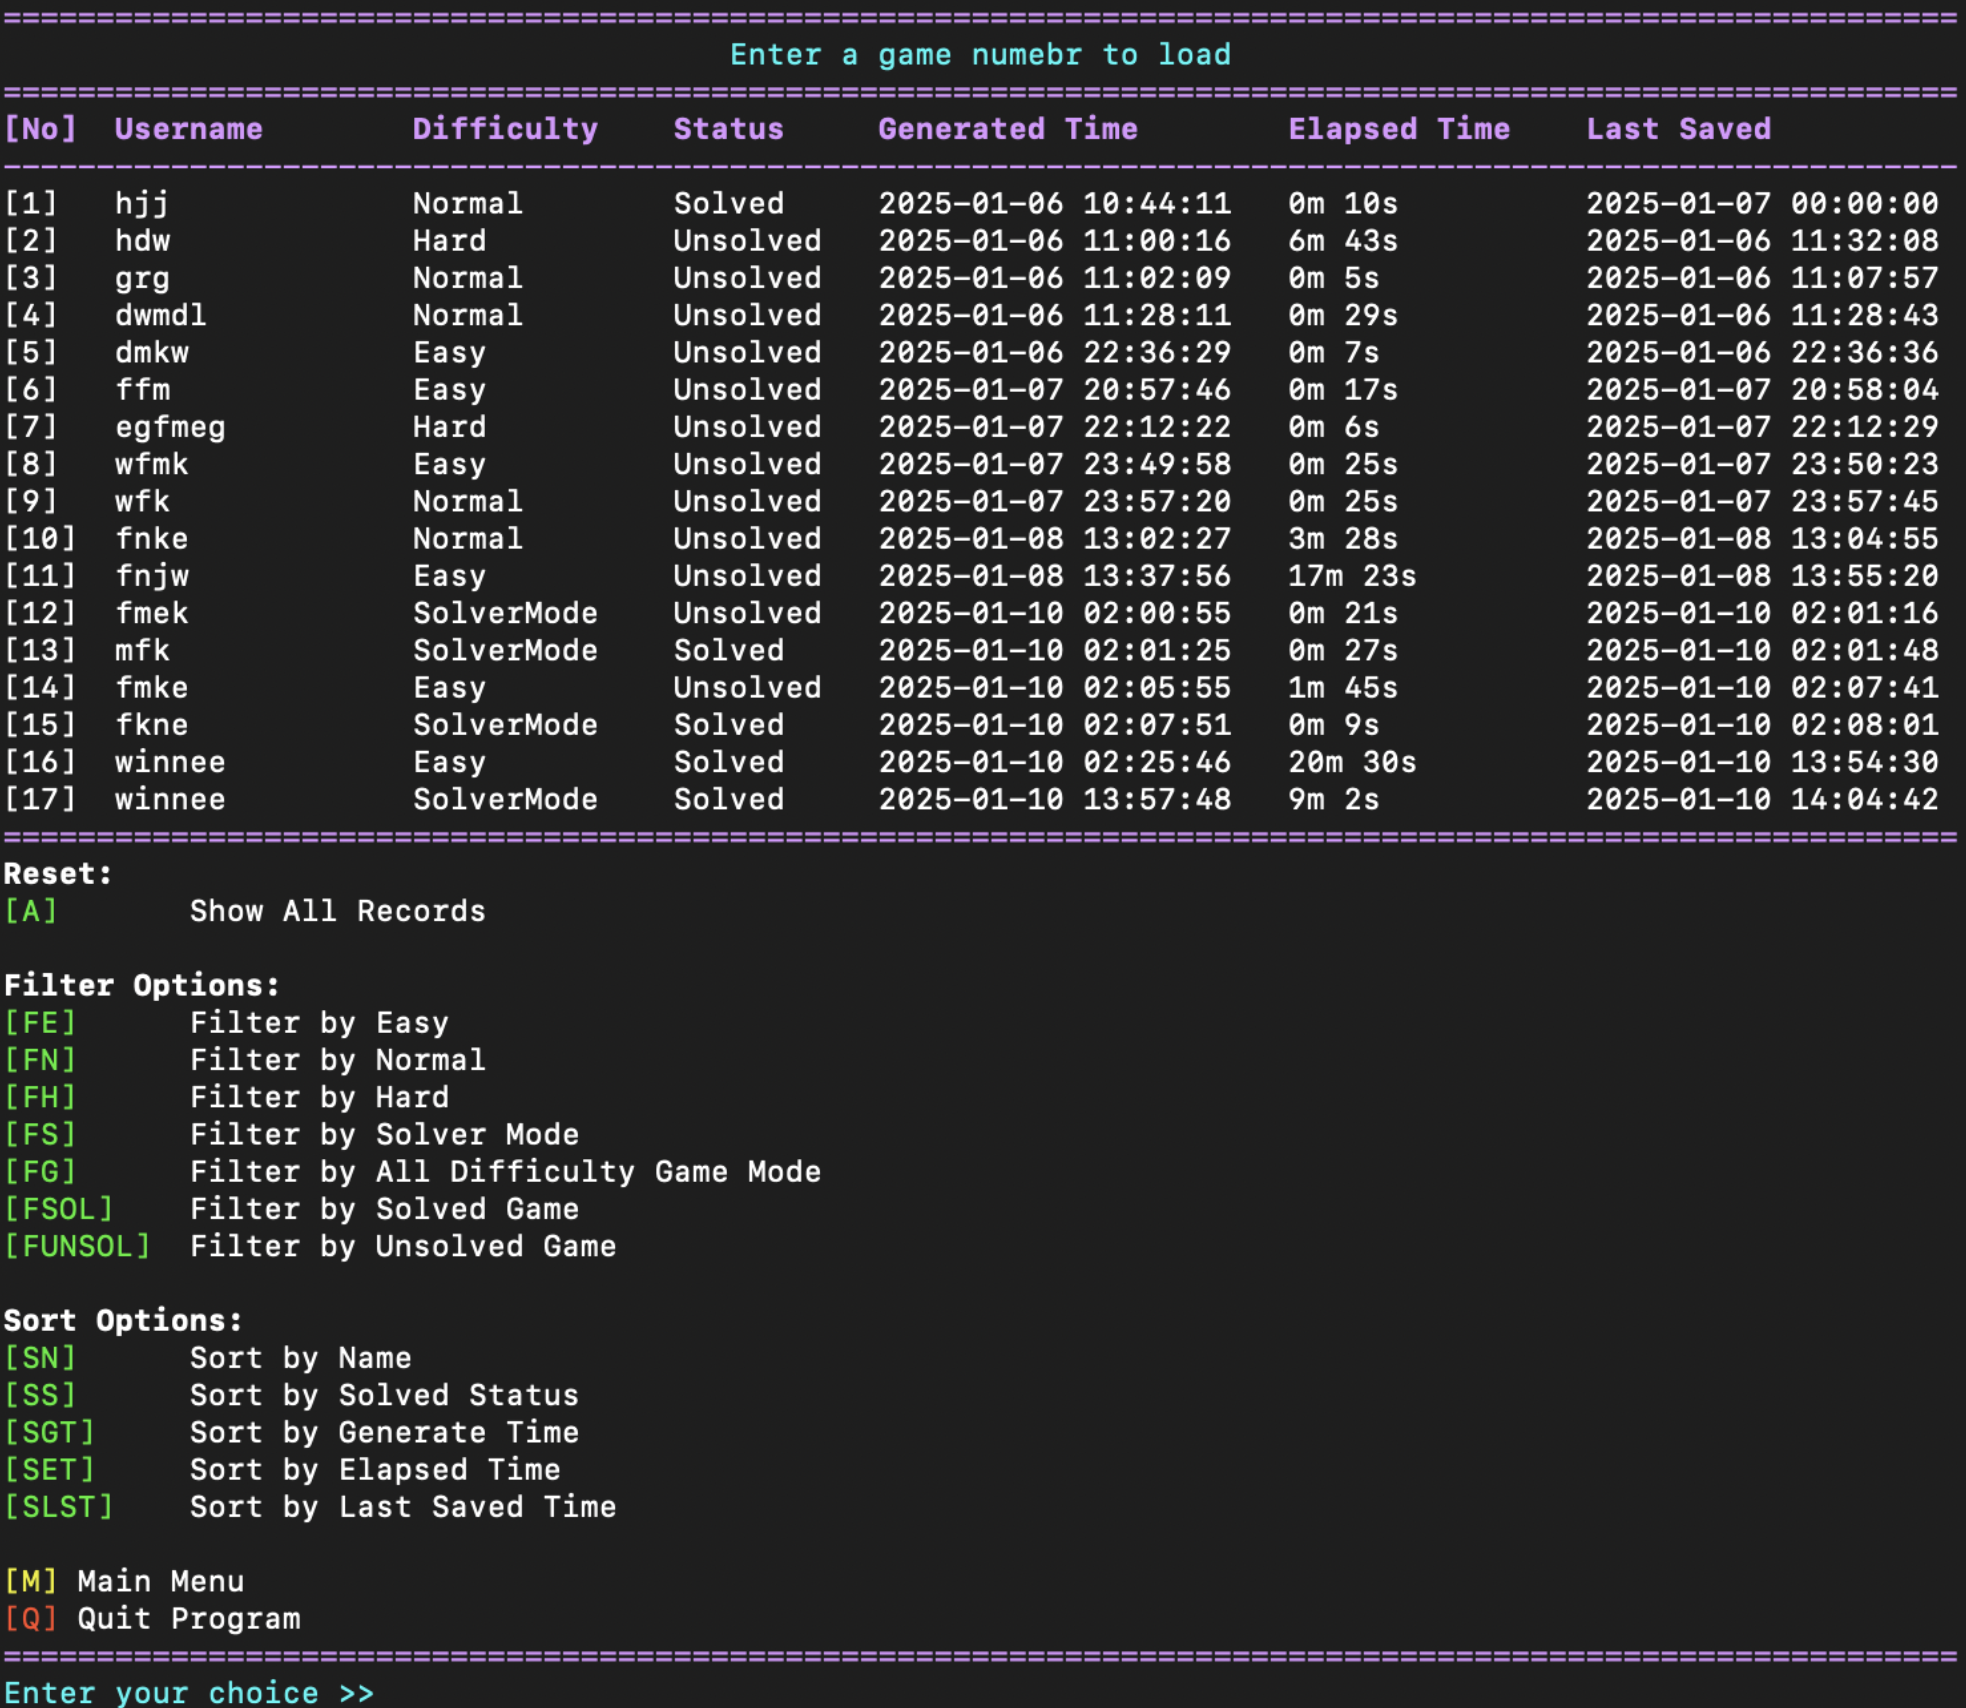 Enter a game numebr to load
[No] Username Difficulty Status Generated Time Elapsed Time Last Saved
[1] hjj Normal Solved 2025-01-06 10:44:11 0m 10s 2025-01-07 00:00:00
[2] hdw Hard Unsolved 2025-01-06 11:00:16 6m 43s 2025-01-06 11:32:08
[3] grg Normal Unsolved 2025-01-06 11:02:09 0m 5s 2025-01-06 11:07:57
[4] dwmdl Normal Unsolved 2025-01-06 11:28:11 0m 29s 2025-01-06 11:28:43
[5] dmkw Easy Unsolved 2025-01-06 22:36:29 0m 7s 2025-01-06 22:36:36
[6] ffm Easy Unsolved 2025-01-07 20:57:46 0m 17s 2025-01-07 20:58:04
[7] egfmeg Hard Unsolved 2025-01-07 22:12:22 0m 6s 2025-01-07 22:12:29
[8] wfmk Easy Unsolved 2025-01-07 23:49:58 0m 25s 2025-01-07 23:50:23
[9] wfk Normal Unsolved 2025-01-07 23:57:20 0m 25s 2025-01-07 23:57:45
[10] fnke Normal Unsolved 2025-01-08 13:02:27 3m 28s 2025-01-08 13:04:55
[11] fnjw Easy Unsolved 2025-01-08 13:37:56 17m 23s 2025-01-08 13:55:20
[12] fmek SolverMode Unsolved 2025-01-10 02:00:55 0m 21s 2025-01-10 02:01:16
[13] mfk SolverMode Solved 2025-01-10 02:01:25 0m 27s 2025-01-10 02:01:48
[14] fmke Easy Unsolved 2025-01-10 02:05:55 1m 45s 2025-01-10 02:07:41
[15] fkne SolverMode Solved 2025-01-10 02:07:51 0m 9s 2025-01-10 02:08:01
[16] winnee Easy Solved 2025-01-10 02:25:46 20m 30s 2025-01-10 13:54:30
[17] winnee SolverMode Solved 2025-01-10 13:57:48 9m 2s 2025-01-10 14:04:42
Reset:
[A] Show All Records
Filter Options:
[FE] Filter by Easy
[FN] Filter by Normal
[FH] Filter by Hard
[FS] Filter by Solver Mode
[FG] Filter by All Difficulty Game Mode
[FSOL] Filter by Solved Game
[FUNSOL] Filter by Unsolved Game
Sort Options:
[SN] Sort by Name
[SS] Sort by Solved Status
[SGT] Sort by Generate Time
[SET] Sort by Elapsed Time
[SLST] Sort by Last Saved Time
[M] Main Menu
[Q] Quit Program
Enter your choice >>